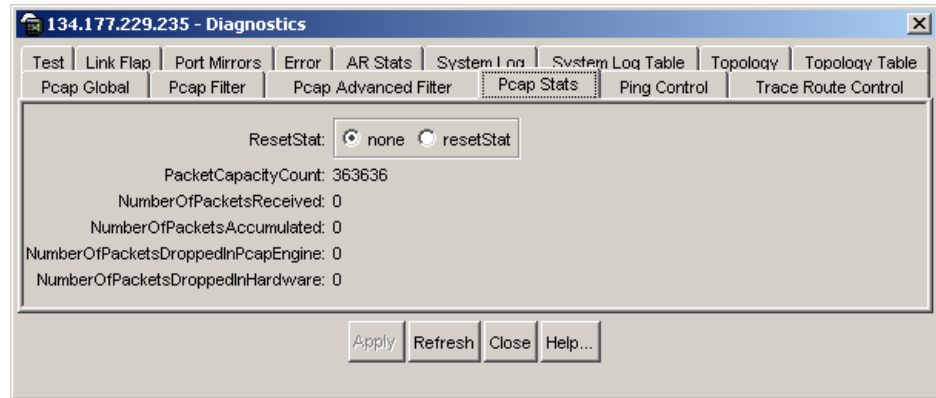 134.177.229.235 - Diagnostics
Test Link Flap Port Mirrors Error AR Stats System Log System Log Table Topology Topology Table
Pcap Global Pcap Filter Pcap Advanced Filter Pcap Stats Ping Control Trace Route Control
ResetStat: none resetStat
PacketCapacityCount: 363636
NumberOfPacketsReceived: 0
NumberOfPacketsAccumulated: 0
NumberOfPacketsDroppedInPcapEngine: 0
NumberOfPacketsDroppedInHardware: 0
Apply Refresh Close Help...